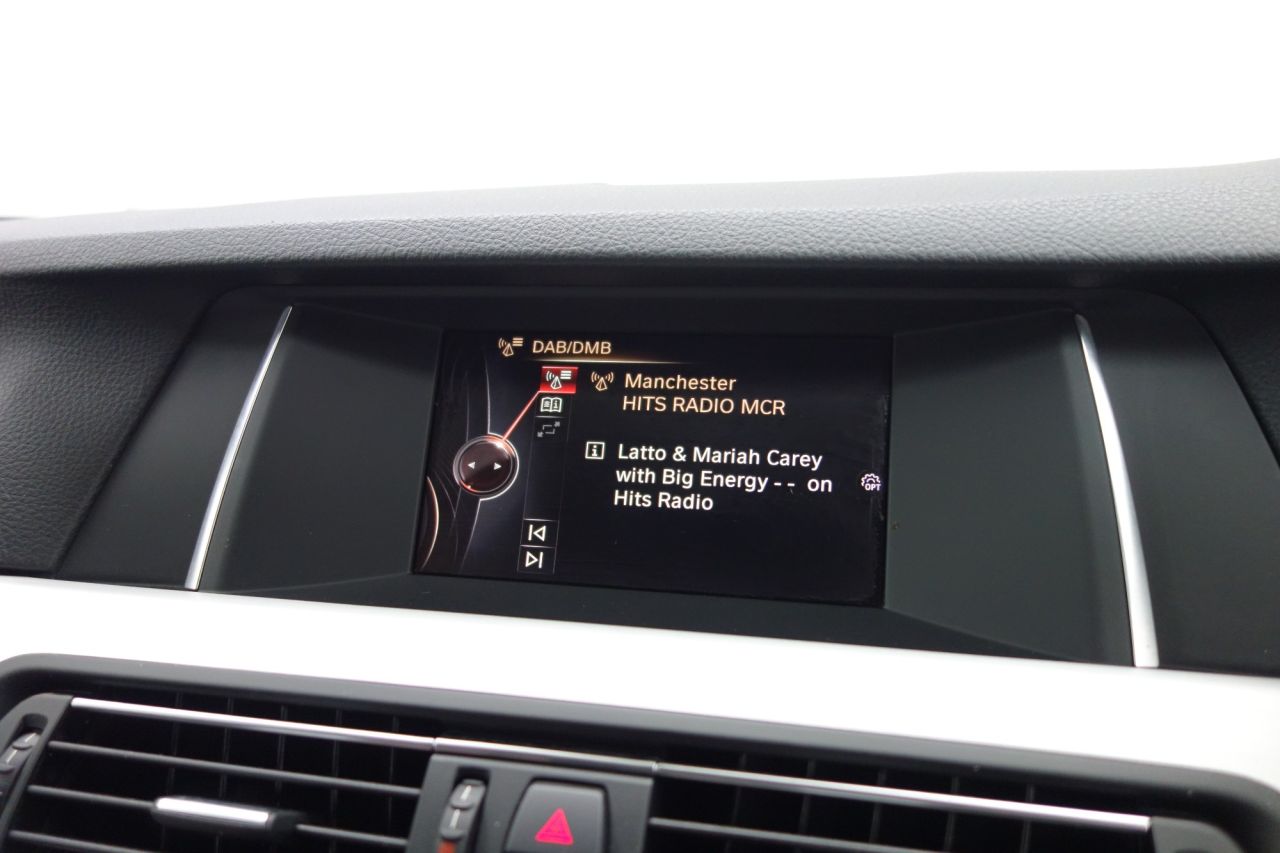 DAB/DMB
Manchester
HITS RADIO MCR
Latto & Mariah Carey
with Big Energy - - on
Hits Radio
OPT